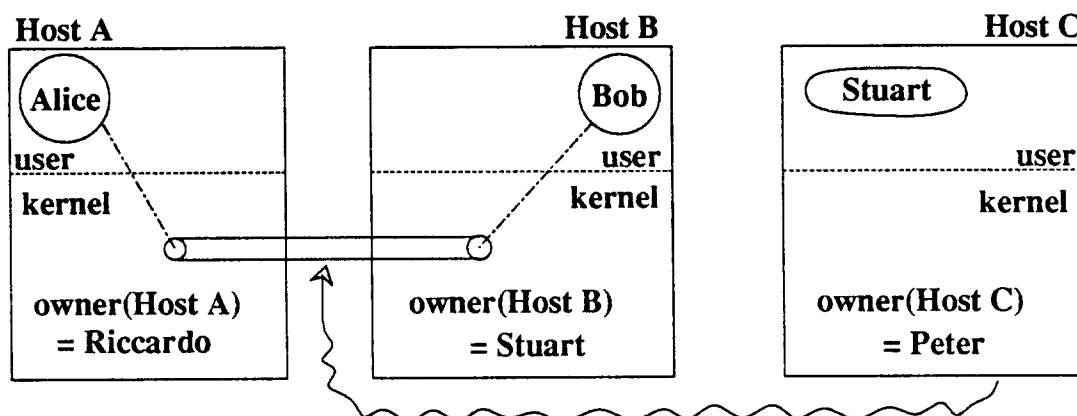 Host A
Host B
Host C
Alice
Bob
Stuart
user
user
user
kernel
kernel
kernel
owner(Host A)
= Riccardo
owner(Host B)
= Stuart
owner(Host C)
= Peter